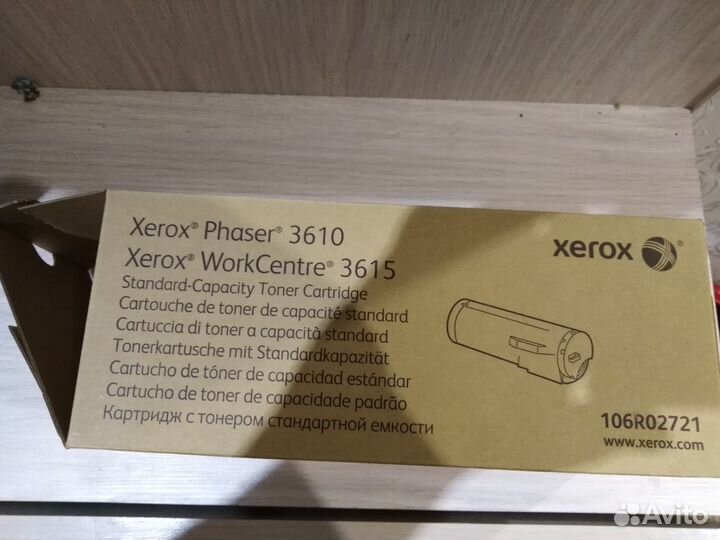 Xerox® Phaser® 3610
Xerox® WorkCentre® 3615
Standard-Capacity Toner Cartridge
Cartouche de toner de capacité standard
Cartuccia di toner a capacità standard
Tonerkartusche mit Standardkapazität
Cartucho de tóner de capacidad estándar
Cartucho de toner de capacidade padrão
Картридж с тонером стандартной емкости
xerox
106R02721
www.xerox.com
Avito